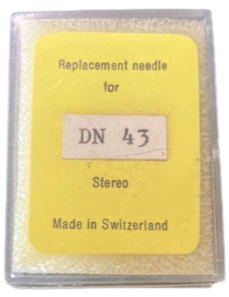 Replacement needle
for
DN 43
Stereo
Made in Switzerland